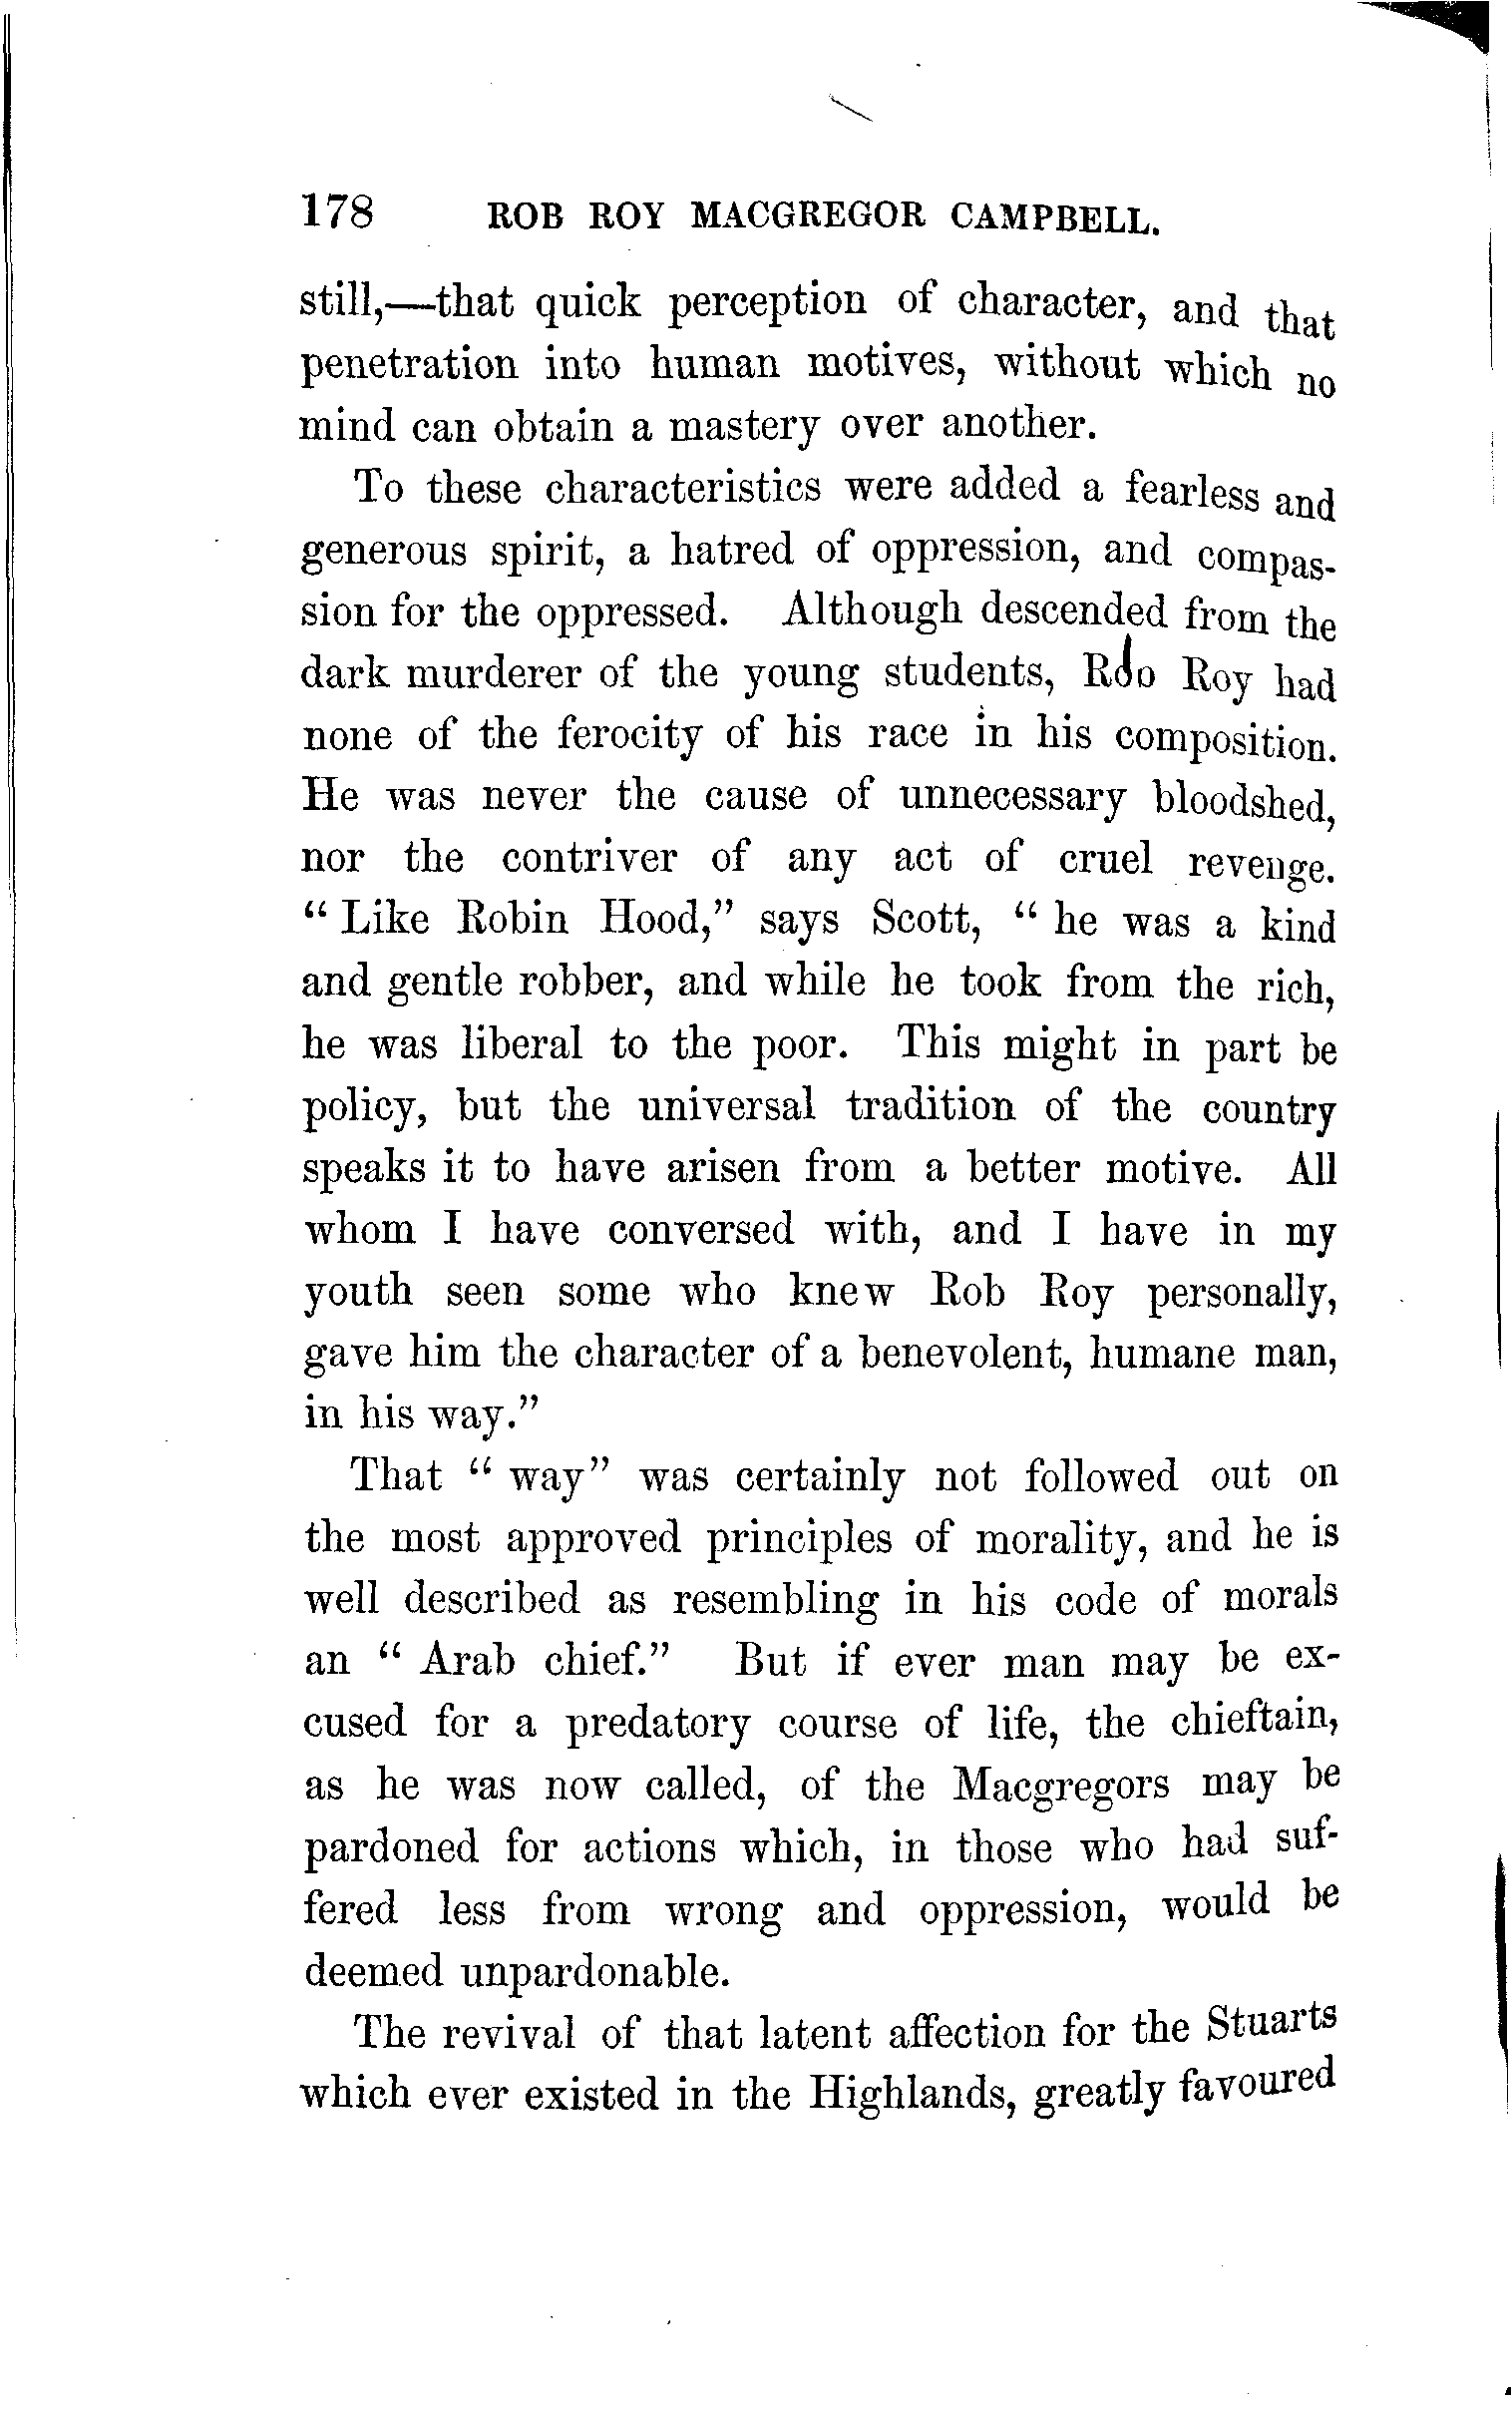 178 ROB ROY MACGREGOR CAMPBELL.
still,—that quick perception of character, and that
penetration into human motives, without which no
mind can obtain a mastery over another.
To these characteristics were added a fearless and
generous spirit, a hatred of oppression, and compas-
sion for the oppressed. Although descended from the
dark murderer of the young students, Roo Roy had
none of the ferocity of his race in his composition.
He was never the cause of unnecessary bloodshed,
nor the contriver of any act of cruel revenge.
" Like Robin Hood," says Scott, " he was a kind
and gentle robber, and while he took from the rich,
he was liberal to the poor. This might in part be
policy, but the universal tradition of the country
speaks it to have arisen from a better motive. All
whom I have conversed with, and I have in my
youth seen some who knew Rob Roy personally,
gave him the character of a benevolent, humane man,
in his way."
That " way" was certainly not followed out on
the most approved principles of morality, and he is
well described as resembling in his code of morals
an " Arab chief." But if ever man may be ex-
cused for a predatory course of life, the chieftain,
as he was now called, of the Macgregors may be
pardoned for actions which, in those who had suf-
fered less from wrong and oppression, would be
deemed unpardonable.
The revival of that latent affection for the Stuarts
which ever existed in the Highlands, greatly favoured